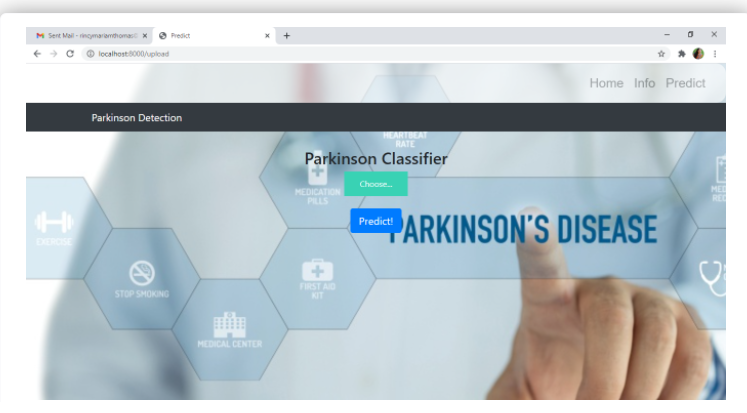 Sent Mail - rincymariamthomas
Predict
localhost:8000/upload
Home Info Predict
Parkinson Detection
HEARTBEAT
RATE
Parkinson Classifier
MEDICATION
PILLS
Choose...
Predict!
PARKINSON'S DISEASE
EXERCISE
STOP SMOKING
FIRST AID
KIT
MEDICAL CENTER